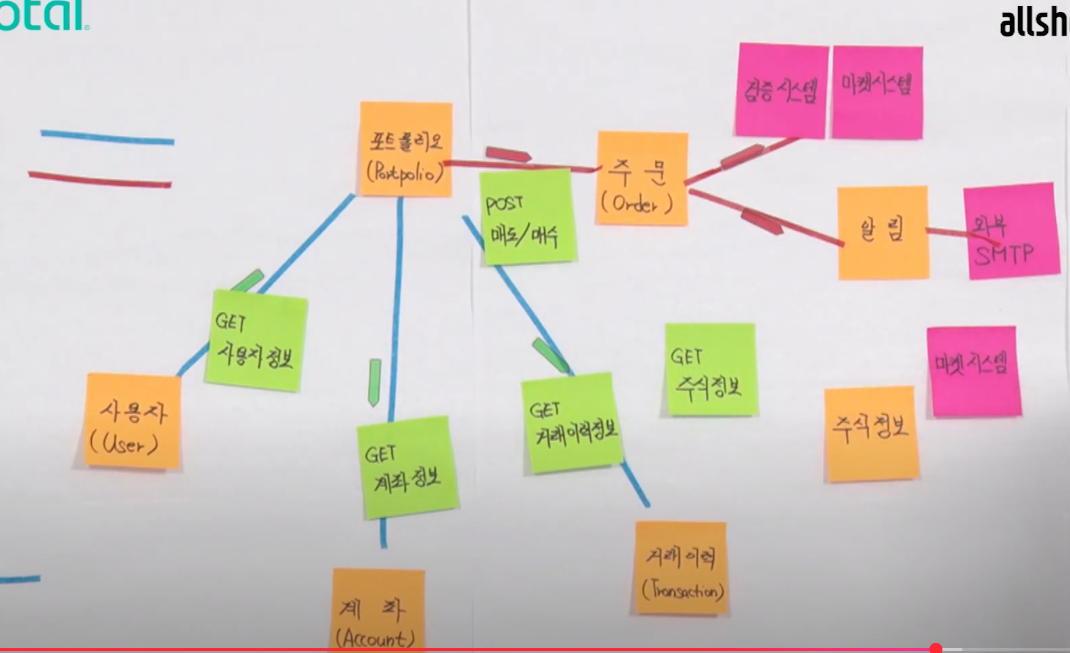 otal
allsh
검증 시스템
마켓 시스템
포트폴리오
(Portpolio)
주 문
(Order)
POST
매도/매수
알 림
외부
SMTP
GET
사용자 정보
GET
주식정보
마켓 시스템
사용자
(User)
GET
계좌 정보
GET
거래이력정보
주식 정보
거래 이력
(Transaction)
계 좌
(Account)